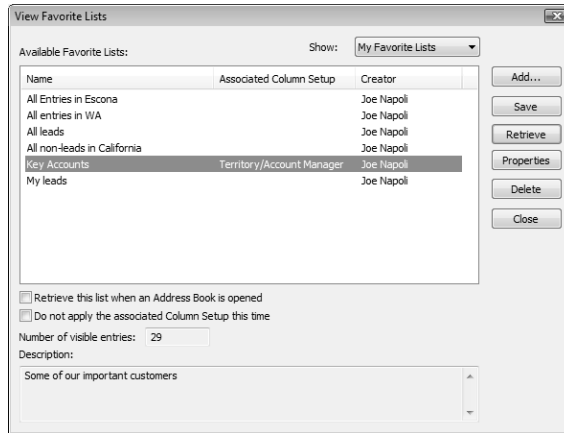 View Favorite Lists
Available Favorite Lists: Show: My Favorite Lists
Name Associated Column Setup Creator
All Entries in Escona Joe Napoli
All entries in WA Joe Napoli
All leads Joe Napoli
All non-leads in California Joe Napoli
Key Accounts Territory/Account Manager Joe Napoli
My leads Joe Napoli
Add...
Save
Retrieve
Properties
Delete
Close
Retrieve this list when an Address Book is opened
Do not apply the associated Column Setup this time
Number of visible entries: 29
Description:
Some of our important customers